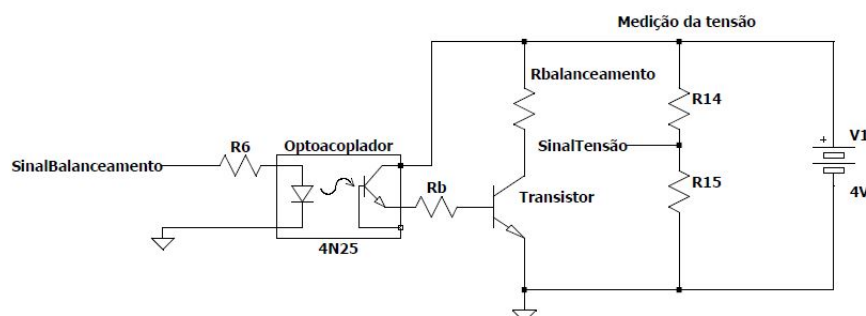 Medição da tensão
Rbalanceamento
R14
V1
R6
Optoacoplador
SinalBalanceamento
SinalTensão
+
Rb
Transistor
R15
4V
4N25